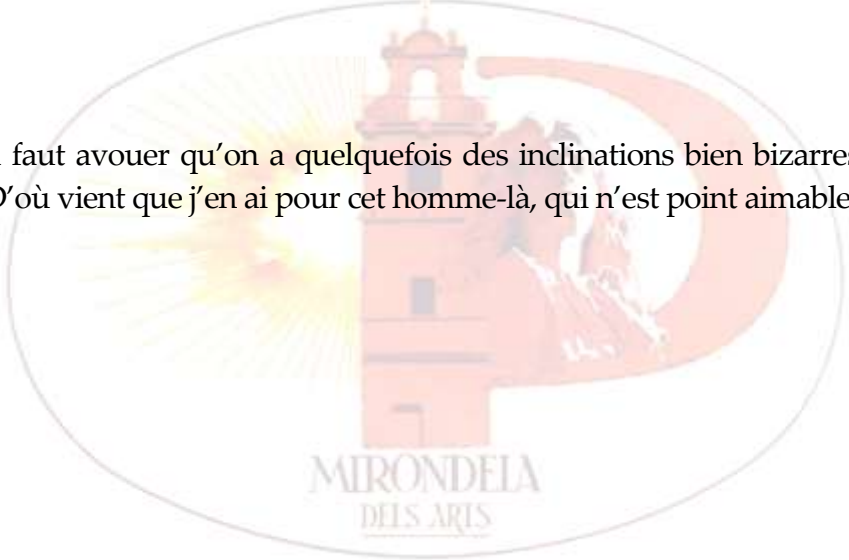 faut avouer qu'on a quelquefois des inclinations bien bizarres
D'où vient que j'en ai pour cet homme-là, qui n'est point aimable
MIRONDELA
DELS ARTS